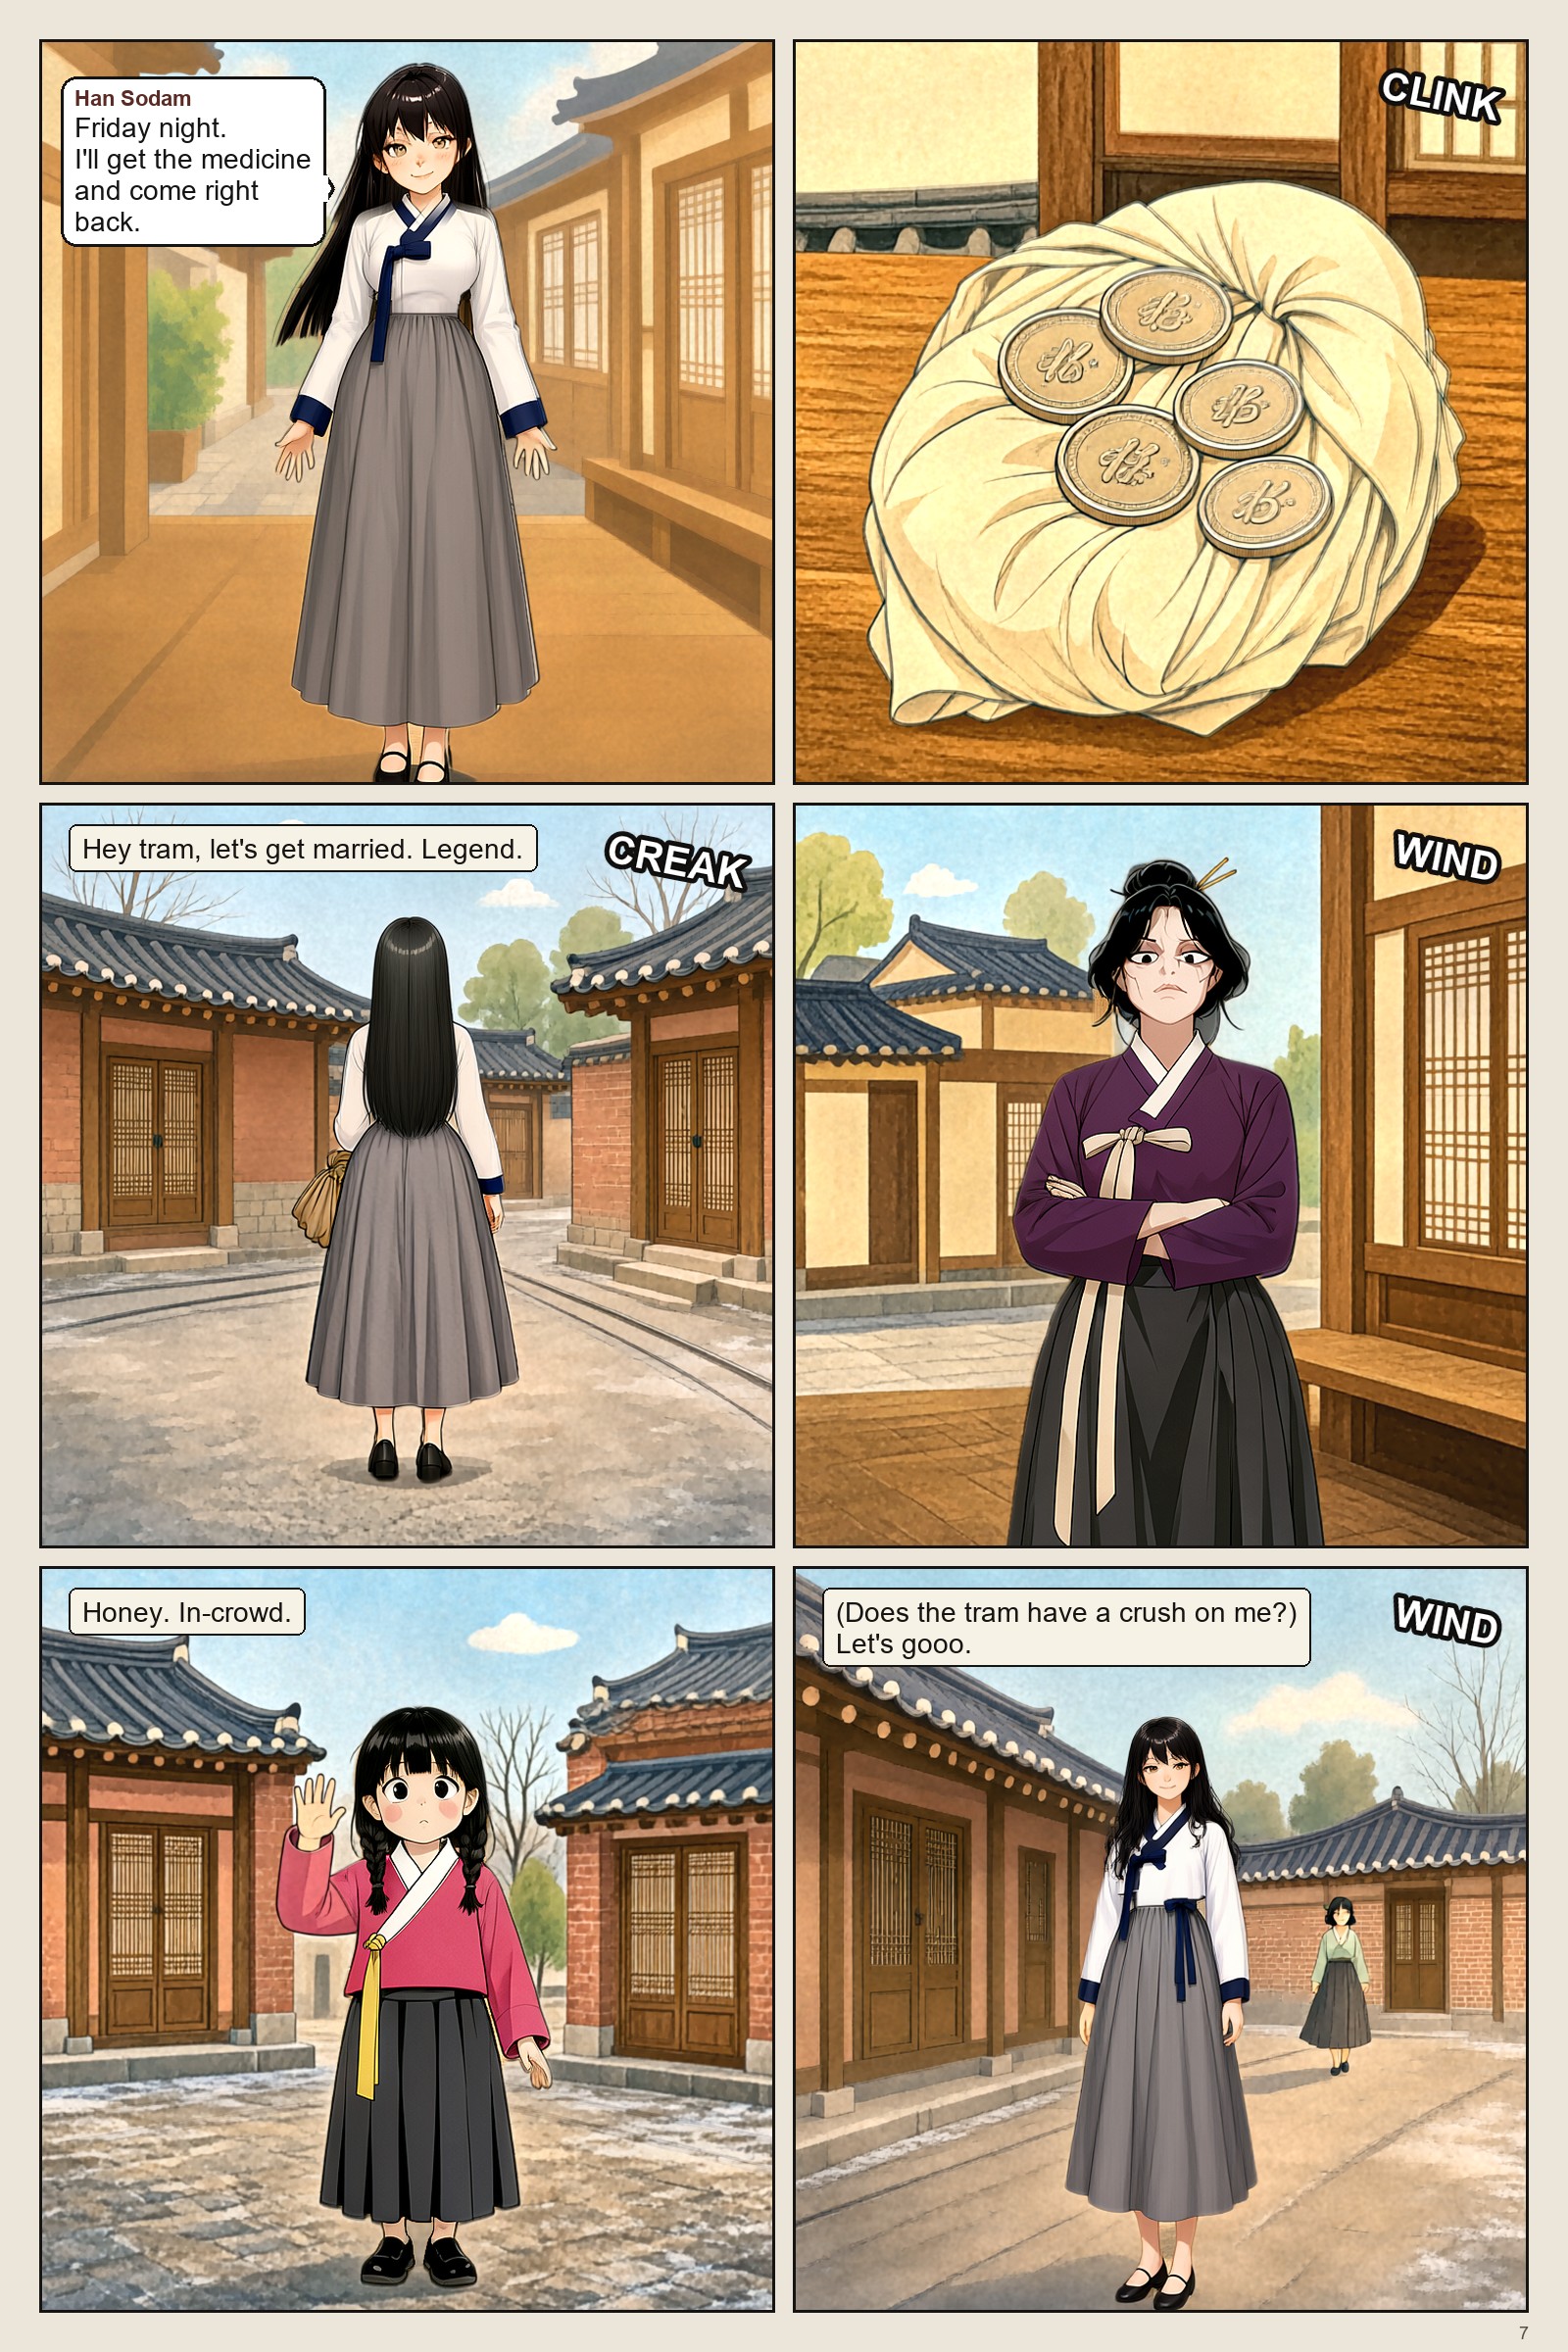 Han Sodam
Friday night.
I'll get the medicine
and come right
back.
CLINK
Hey tram, let's get married. Legend.
CREAK
WIND
Honey. In-crowd.
(Does the tram have a crush on me?)
Let's gooo.
WIND
7